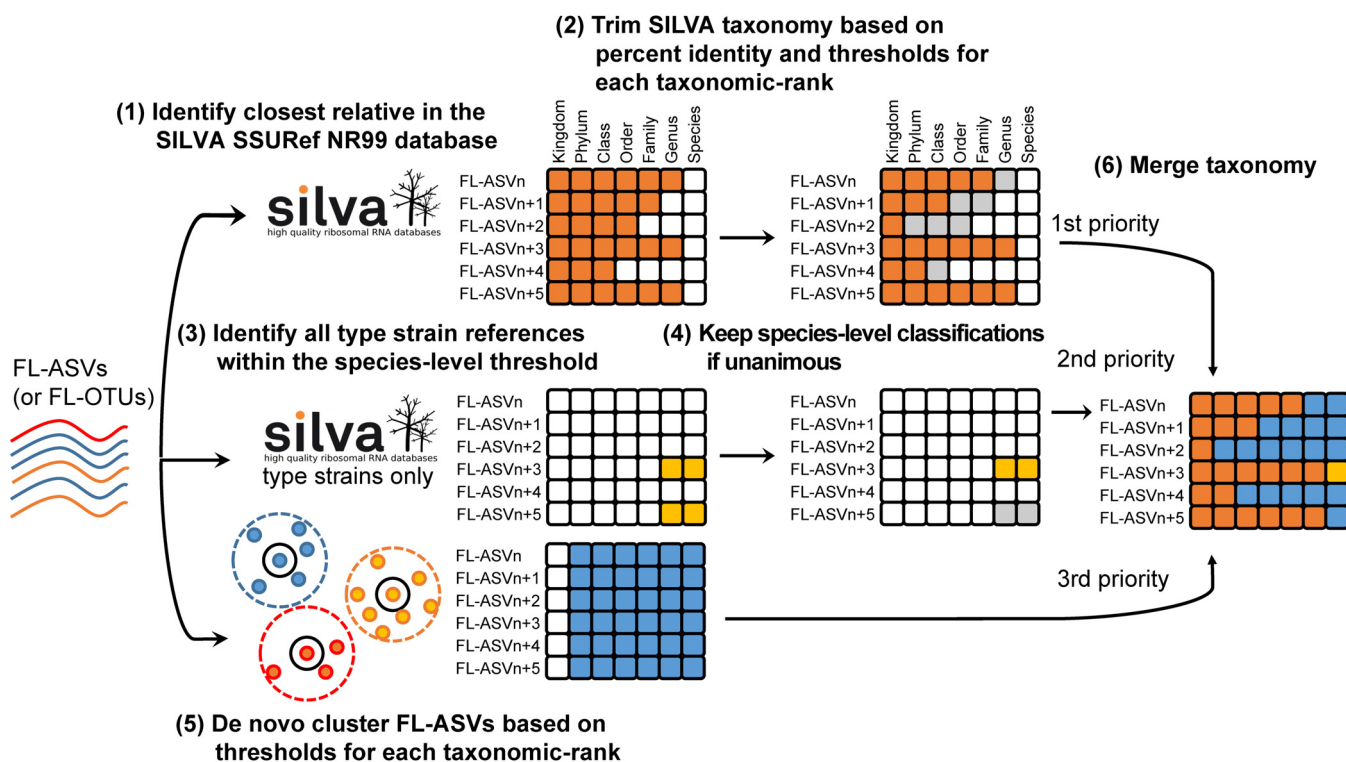 (2) Trim SILVA taxonomy based on
percent identity and thresholds for
each taxonomic-rank
(1) Identify closest relative in the
SILVA SSURef NR99 database
Kingdom
Phylum
Class
Order
Family
Genus
Species
Kingdom
Phylum
Class
Order
Family
Genus
Species
(6) Merge taxonomy
silva
high quality ribosomal RNA databases
FL-ASVn
FL-ASVn+1
FL-ASVn+2
FL-ASVn+3
FL-ASVn+4
FL-ASVn+5
FL-ASVn
FL-ASVn+1
FL-ASVn+2
FL-ASVn+3
FL-ASVn+4
FL-ASVn+5
1st priority
(3) Identify all type strain references
within the species-level threshold
(4) Keep species-level classifications
if unanimous
2nd priority
FL-ASVs
(or FL-OTUs)
silva
high quality ribosomal RNA databases
type strains only
FL-ASVn
FL-ASVn+1
FL-ASVn+2
FL-ASVn+3
FL-ASVn+4
FL-ASVn+5
FL-ASVn
FL-ASVn+1
FL-ASVn+2
FL-ASVn+3
FL-ASVn+4
FL-ASVn+5
FL-ASVn
FL-ASVn+1
FL-ASVn+2
FL-ASVn+3
FL-ASVn+4
FL-ASVn+5
FL-ASVn
FL-ASVn+1
FL-ASVn+2
FL-ASVn+3
FL-ASVn+4
FL-ASVn+5
3rd priority
(5) De novo cluster FL-ASVs based on
thresholds for each taxonomic-rank